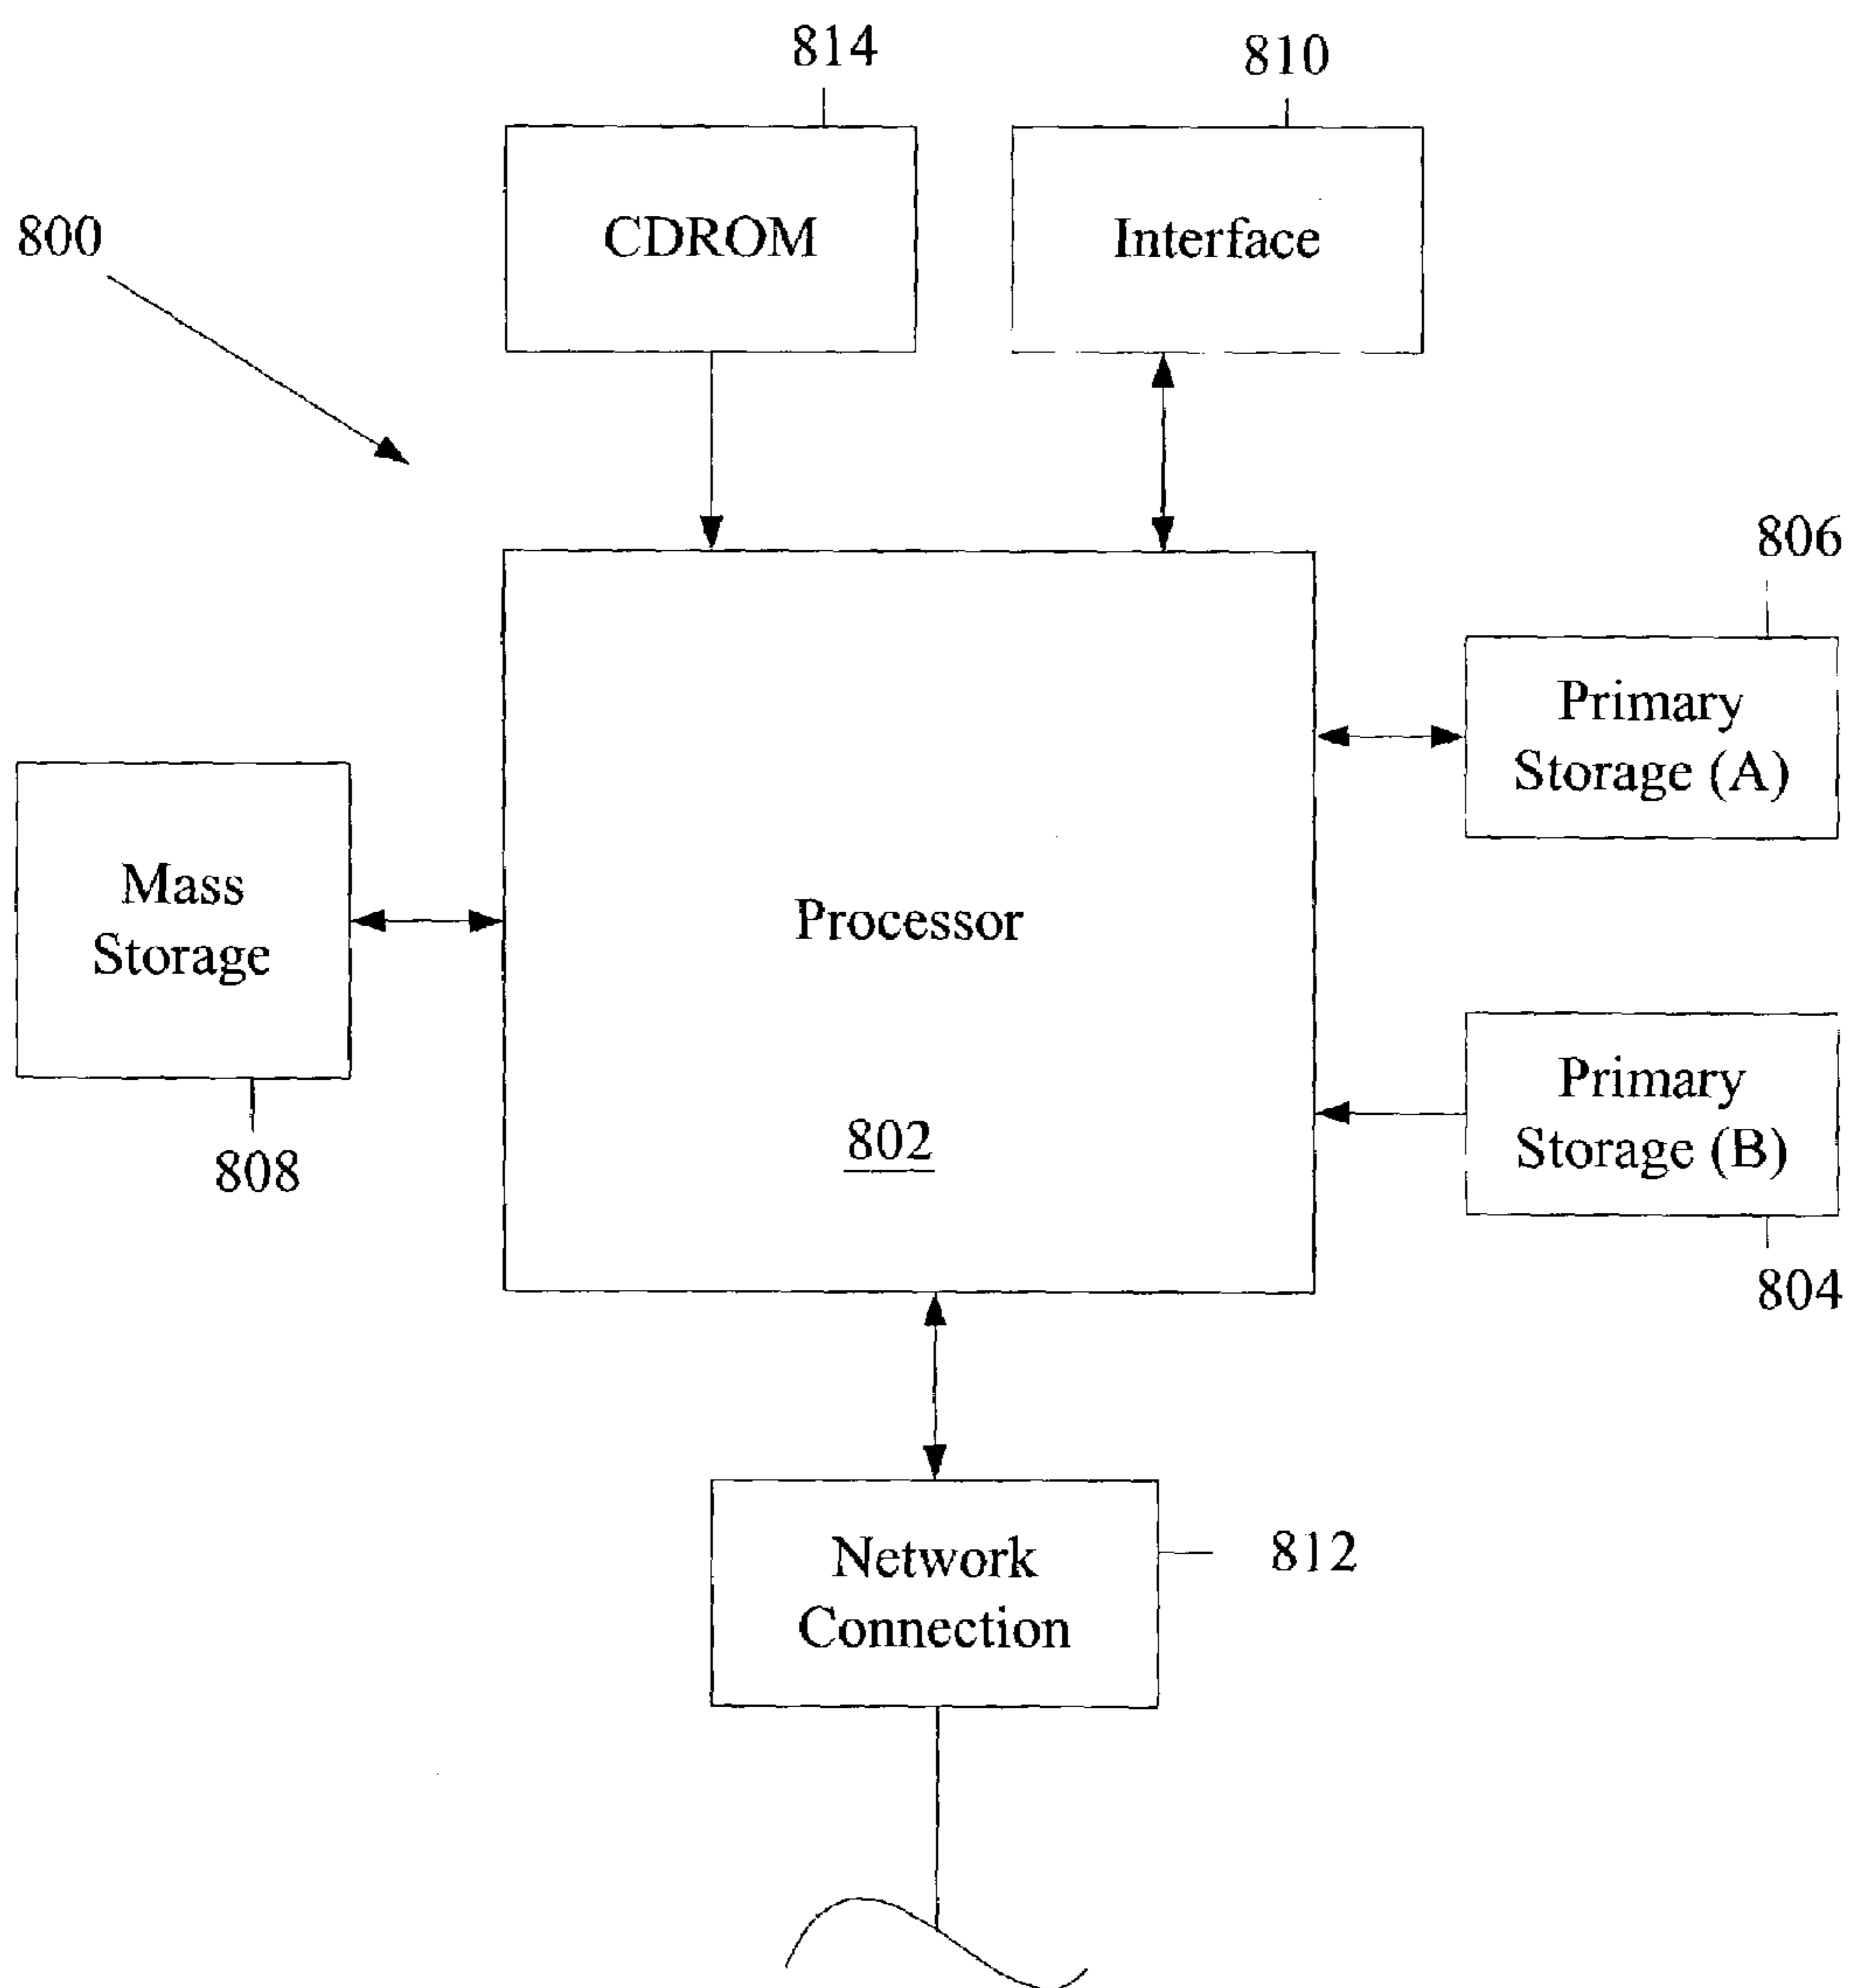 814
810
800
CDROM
Interface
806
Primary
Storage (A)
Mass
Storage
Processor
Primary
Storage (B)
802
808
804
Network
Connection
812